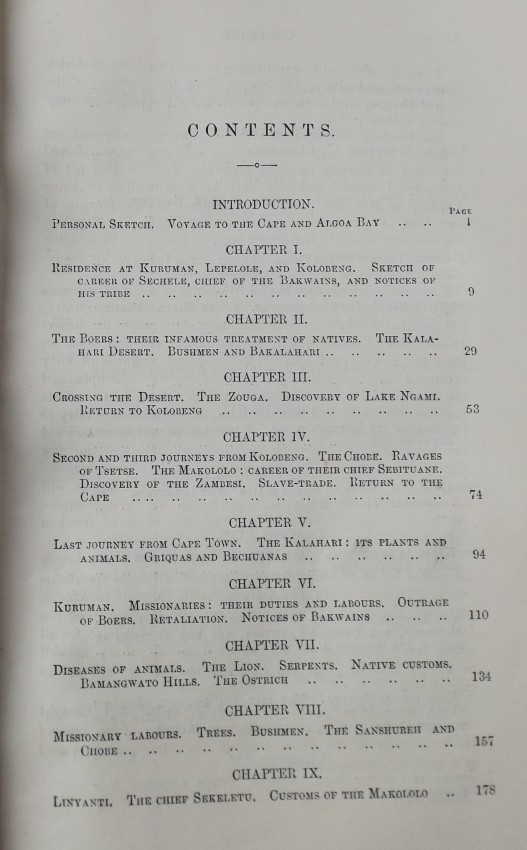 CONTENTS.
INTRODUCTION.
PAGE
PERSONAL SKETCH. VOYAGE TO THE CAPE AND ALGOA BAY .. .. 1
CHAPTER I.
RESIDENCE AT KURUMAN, LEPELOLE, AND KOLOBENG. SKETCH OF
CAREER OF SECHELE, CHIEF OF THE BAKWAINS, AND NOTICES OF
HIS TRIBE .. .. .. .. .. .. .. .. .. .. .. .. 9
CHAPTER II.
THE BOERS: THEIR INFAMOUS TREATMENT OF NATIVES. THE KALA-
HARI DESERT. BUSHMEN AND BAKALAHARI .. .. .. .. .. 29
CHAPTER III.
CROSSING THE DESERT. THE ZOUGA. DISCOVERY OF LAKE NGAMI.
RETURN TO KOLOBENG .. .. .. .. .. .. .. .. .. 53
CHAPTER IV.
SECOND AND THIRD JOURNEYS FROM KOLOBENG. THE CHOBE. RAVAGES
OF TSETSE. THE MAKOLOLO: CAREER OF THEIR CHIEF SEBITUANE.
DISCOVERY OF THE ZAMBESI. SLAVE-TRADE. RETURN TO THE
CAPE .. .. .. .. .. .. .. .. .. .. .. .. .. 74
CHAPTER V.
LAST JOURNEY FROM CAPE TOWN. THE KALAHARI: ITS PLANTS AND
ANIMALS. GRIQUAS AND BECHUANAS .. .. .. .. .. .. 94
CHAPTER VI.
KURUMAN. MISSIONARIES: THEIR DUTIES AND LABOURS. OUTRAGE
OF BOERS. RETALIATION. NOTICES OF BAKWAINS .. .. .. 110
CHAPTER VII.
DISEASES OF ANIMALS. THE LION. SERPENTS. NATIVE CUSTOMS.
BAMANGWATO HILLS. THE OSTRICH .. .. .. .. .. .. 134
CHAPTER VIII.
MISSIONARY LABOURS. TREES. BUSHMEN. THE SANSHUREH AND
CHOBE .. .. .. .. .. .. .. .. .. .. .. .. .. 157
CHAPTER IX.
LINYANTI. THE CHIEF SEKELETU. CUSTOMS OF THE MAKOLOLO .. 178